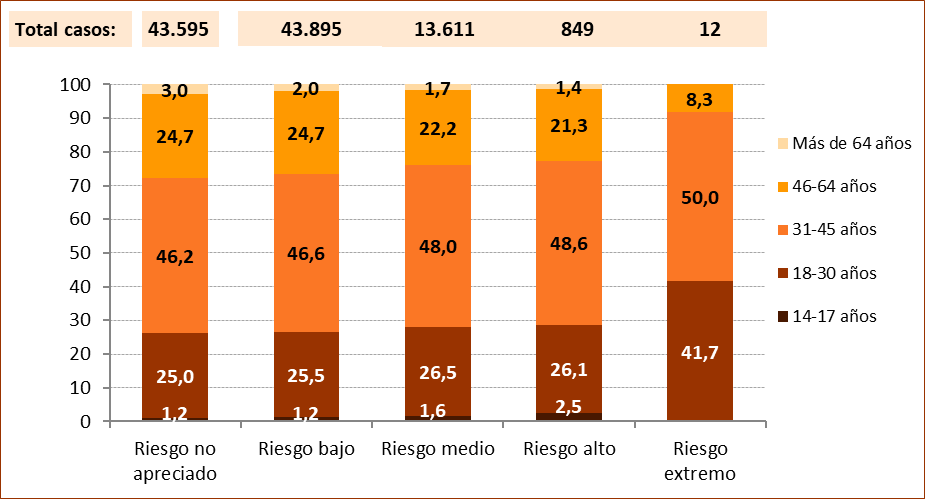 Total casos: 43.595 43.895 13.611 849 12
100 3,0 2,0 1,7 1,4 8,3
90
Más de 64 años
80 24,7 24,7 22,2 21,3
46-64 años
70
60 50,0
31-45 años
50 46,2 46,6 48,0 48,6
40
18-30 años
30
14-17 años
20 41,7
10 25,0 25,5 26,5 26,1
0 1,2 1,2 1,6 2,5
Riesgo no apreciado
Riesgo bajo
Riesgo medio
Riesgo alto
Riesgo extremo